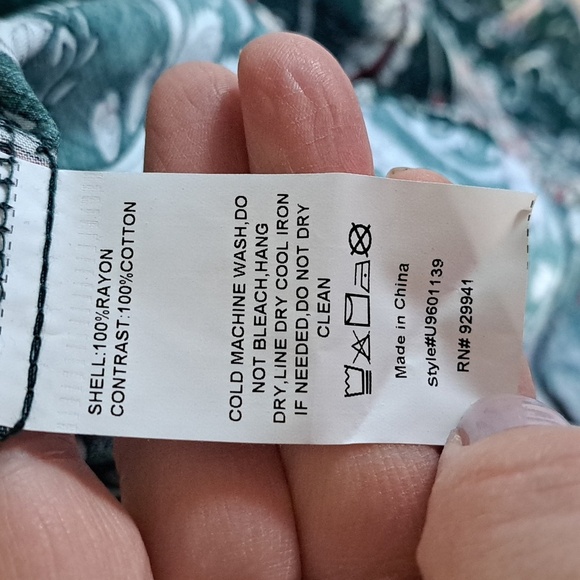 SHELL:100%RAYON
CONTRAST:100%COTTON
COLD MACHINE WASH,DO
NOT BLEACH,HANG
DRY,LINE DRY COOL IRON
IF NEEDED,DO NOT DRY
CLEAN
Made in China
style#U9601139
RN# 929941